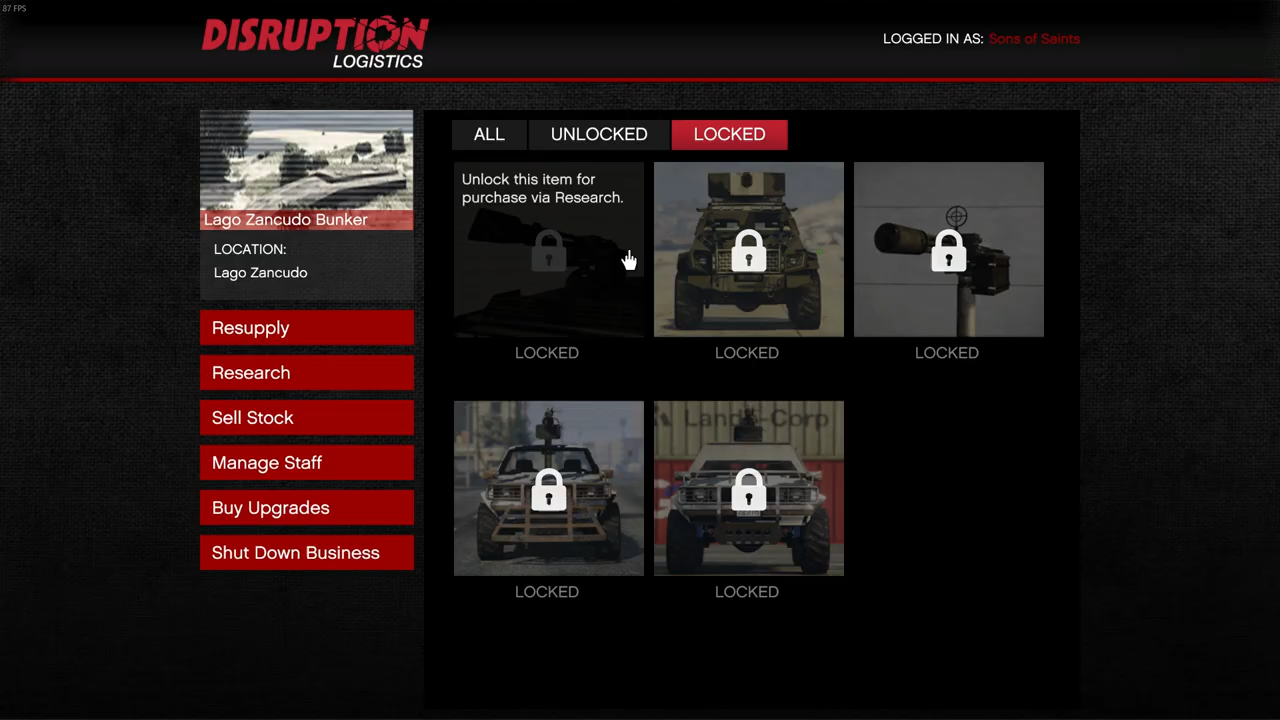 87 FPS
DISRUPTION
LOGISTICS
LOGGED IN AS: Sons of Saints
Lago Zancudo Bunker
LOCATION:
Lago Zancudo
Resupply
Research
Sell Stock
Manage Staff
Buy Upgrades
Shut Down Business
ALL UNLOCKED LOCKED
Unlock this item for
purchase via Research.
LOCKED LOCKED LOCKED
Land Corp
LOCKED LOCKED